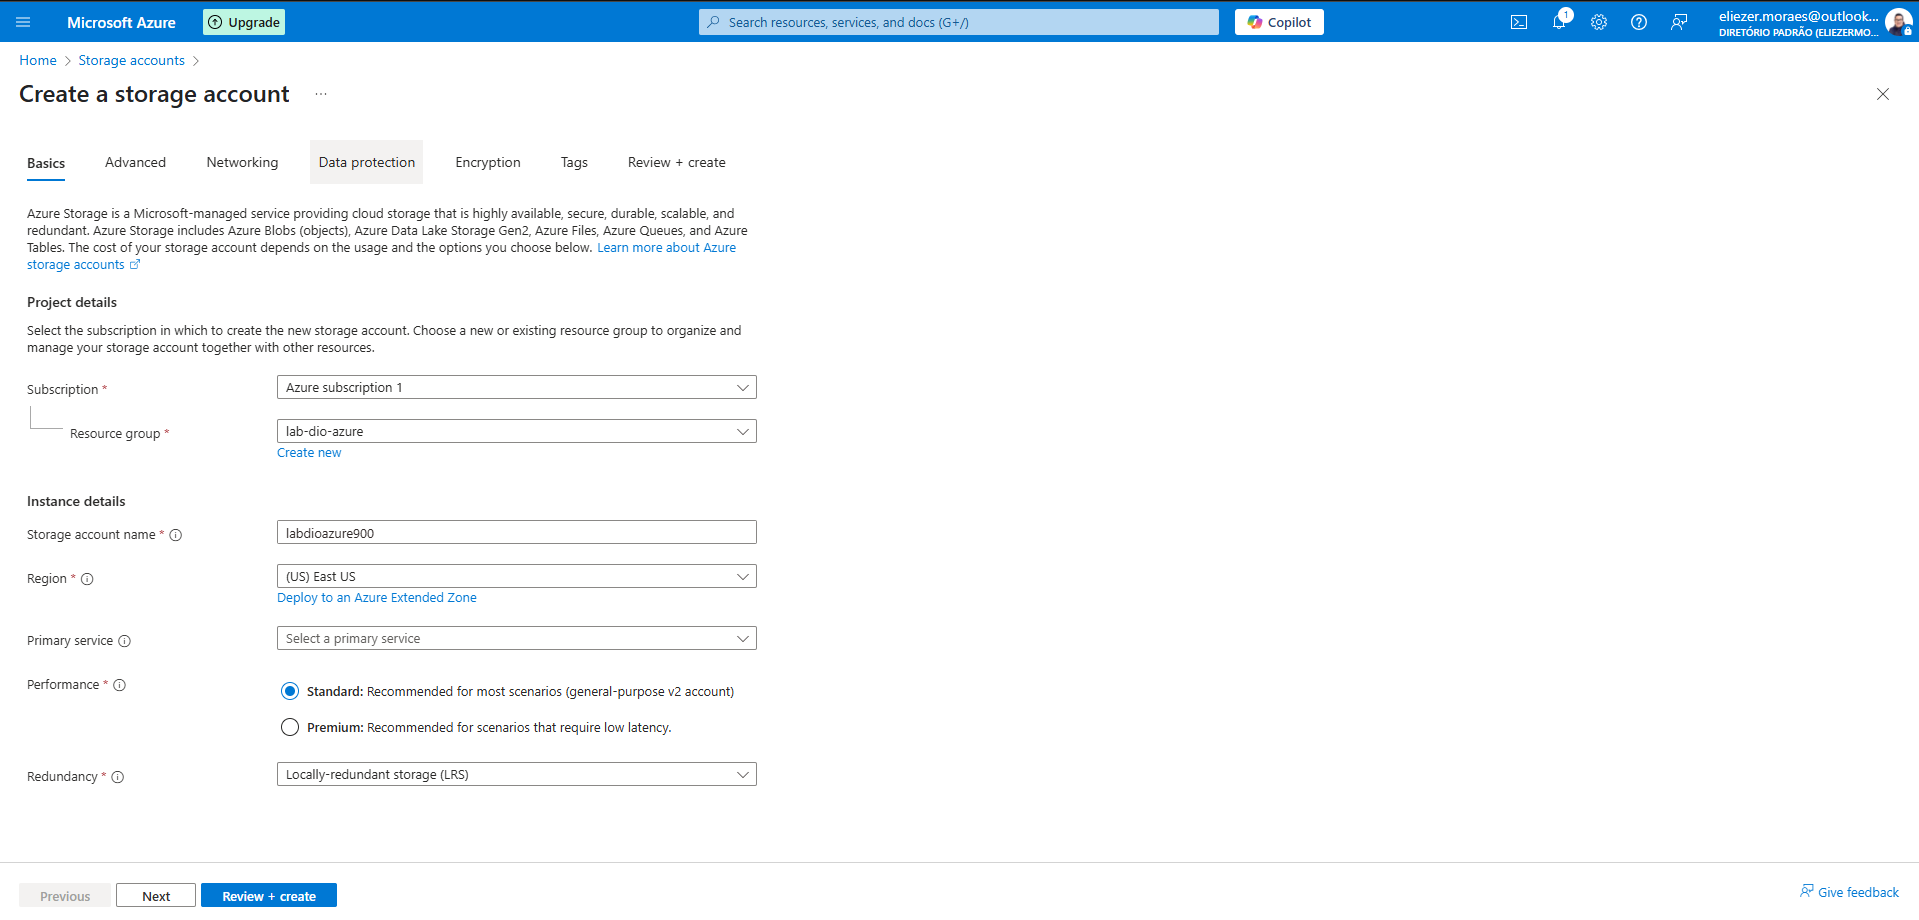 Microsoft Azure
Upgrade
Search resources, services, and docs (G+/)
Copilot
1
eliezer.moraes@outlook...
DIRETÓRIO PADRÃO (ELIEZERMO...
Home > Storage accounts >
Create a storage account ...
Basics
Advanced
Networking
Data protection
Encryption
Tags
Review + create
Azure Storage is a Microsoft-managed service providing cloud storage that is highly available, secure, durable, scalable, and
redundant. Azure Storage includes Azure Blobs (objects), Azure Data Lake Storage Gen2, Azure Files, Azure Queues, and Azure
Tables. The cost of your storage account depends on the usage and the options you choose below. Learn more about Azure
storage accounts
Project details
Select the subscription in which to create the new storage account. Choose a new or existing resource group to organize and
manage your storage account together with other resources.
Subscription *
Azure subscription 1
Resource group *
lab-dio-azure
Create new
Instance details
Storage account name *
labdioazure900
Region *
(US) East US
Deploy to an Azure Extended Zone
Primary service
Select a primary service
Performance *
Standard: Recommended for most scenarios (general-purpose v2 account)
Premium: Recommended for scenarios that require low latency.
Redundancy *
Locally-redundant storage (LRS)
Previous
Next
Review + create
Give feedback